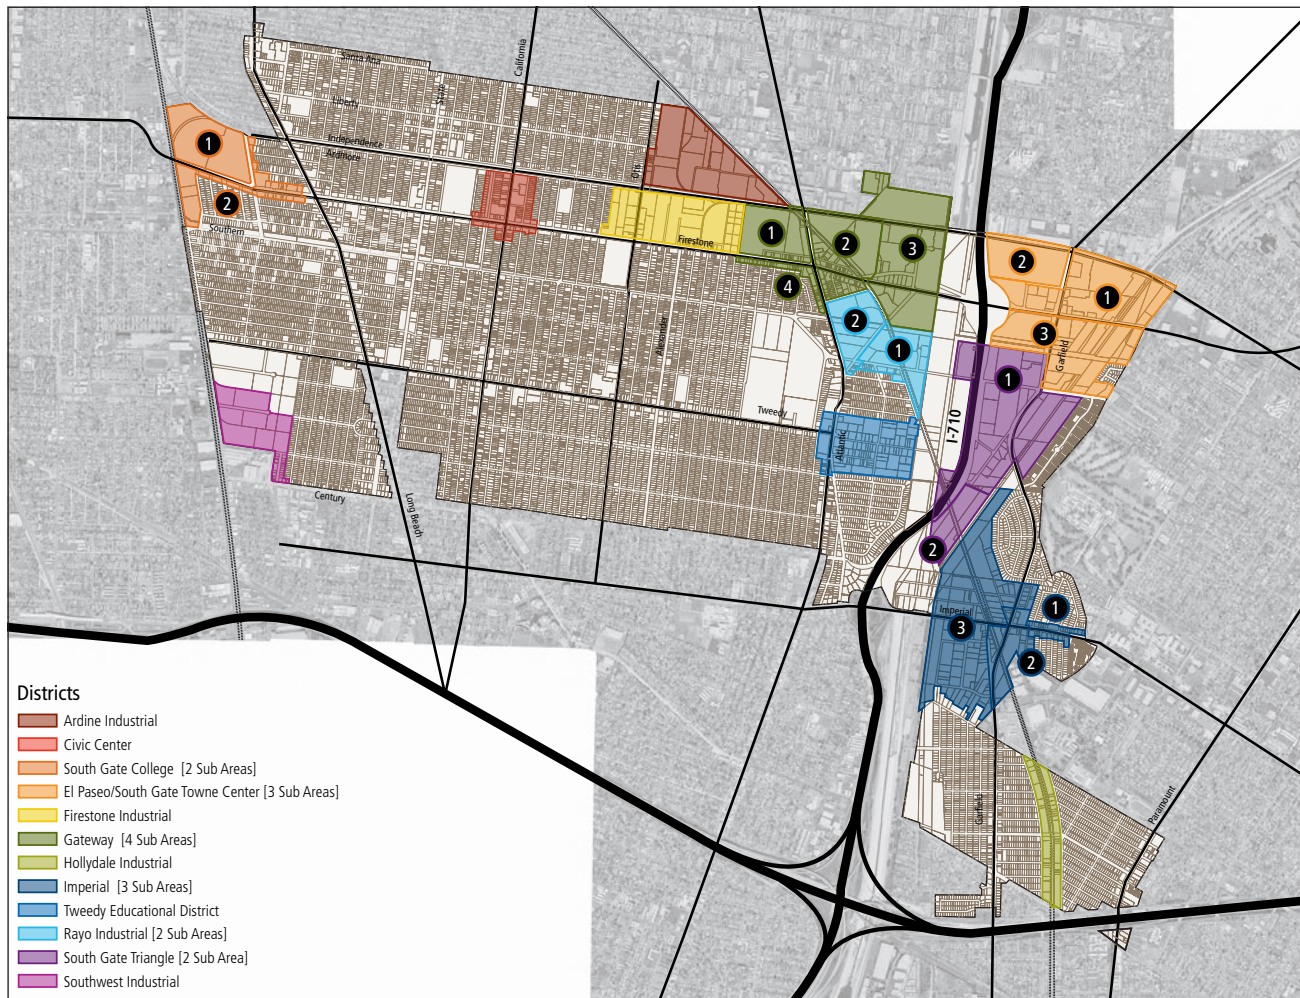 Santa Ana
California
State
Liberty
Independence
Ardmore
Otis
1
2
Southern
Firestone
1
2
3
4
2
1
3
Garfield
2
1
Alexander
1
Tweedy
Atlantic
I-710
Century
Long Beach
2
Imperial
3
1
2
Garfield
Paramount
Districts
Ardine Industrial
Civic Center
South Gate College [2 Sub Areas]
El Paseo/South Gate Towne Center [3 Sub Areas]
Firestone Industrial
Gateway [4 Sub Areas]
Hollydale Industrial
Imperial [3 Sub Areas]
Tweedy Educational District
Rayo Industrial [2 Sub Areas]
South Gate Triangle [2 Sub Area]
Southwest Industrial